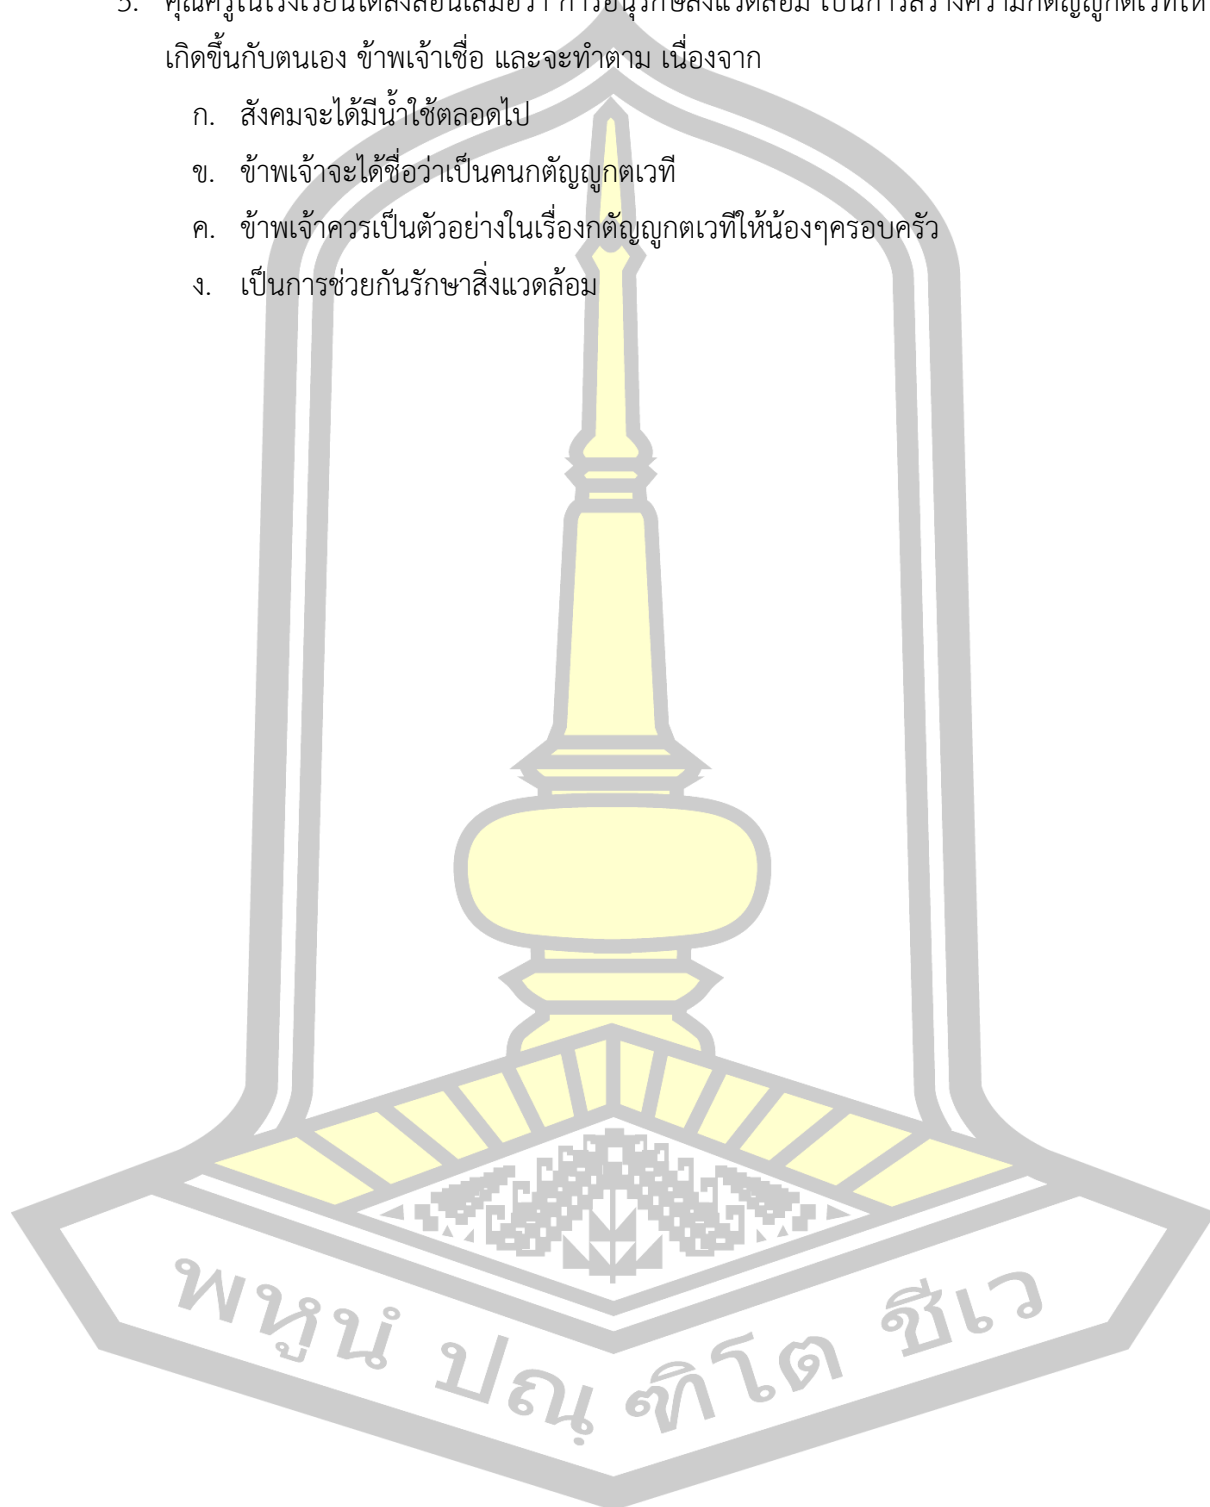 5. คุณครูในโรงเรียนได้สั่งสอนเสมอว่า การอนุรักษ์สิ่งแวดล้อม เป็นการสร้างความกตัญญูกตเวทีให้
เกิดขึ้นกับตนเอง ข้าพเจ้าเชื่อ และจะทำตาม เนื่องจาก
ก. สังคมจะได้มีน้ำใช้ตลอดไป
ข. ข้าพเจ้าจะได้ชื่อว่าเป็นคนกตัญญูกตเวที
ค. ข้าพเจ้าควรเป็นตัวอย่างในเรื่องกตัญญูกตเวทีให้น้องๆครอบครัว
ง. เป็นการช่วยกันรักษาสิ่งแวดล้อม
พหูนํ ปณฺฑิโต ชีเว